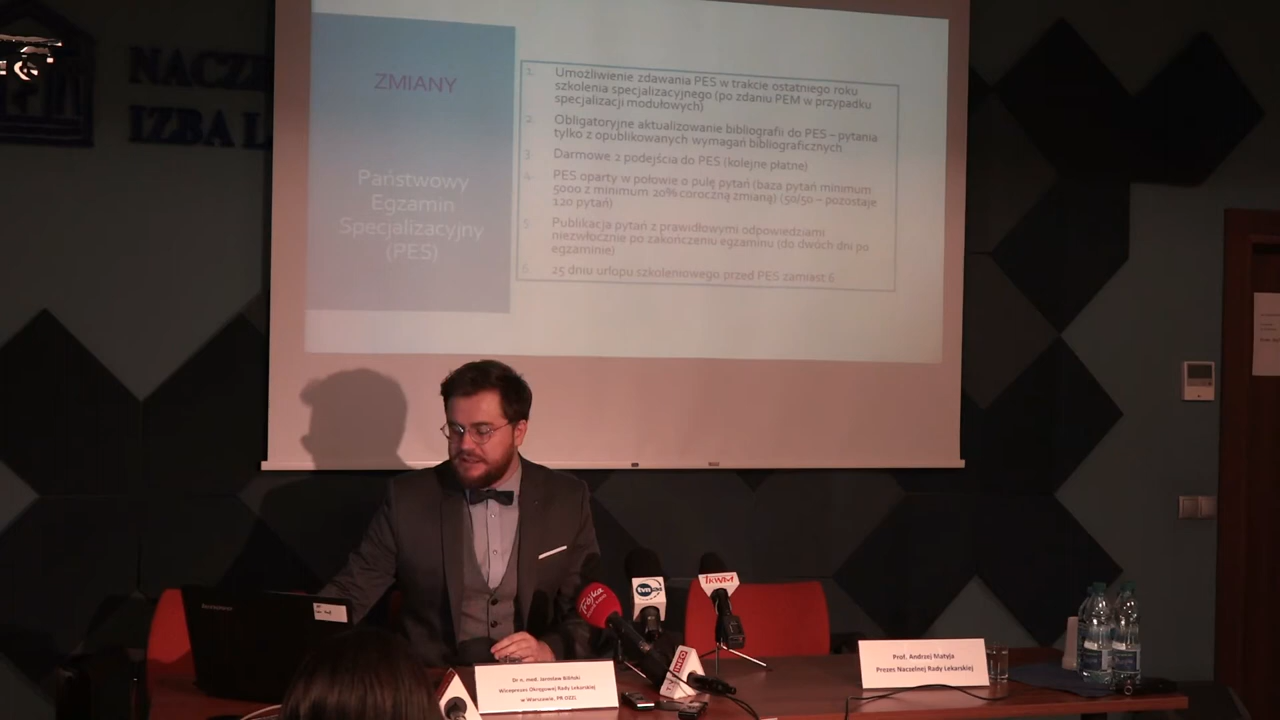 NACZE
IZBA L
ZMIANY
Państwowy
Egzamin
Specjalizacyjny
(PES)
1. Umożliwienie zdawania PES w trakcie ostatniego roku
szkolenia specjalizacyjnego (po zdaniu PEM w przypadku
specjalizacji modułowych)
2. Obligatoryjne aktualizowanie bibliografii do PES – pytania
tylko z opublikowanych wymagań bibliograficznych
3. Darmowe 2 podejścia do PES (kolejne płatne)
4. PES oparty w połowie o pulę pytań (baza pytań minimum
5000 z minimum 20% coroczną zmianą) (50/50 – pozostaje
120 pytań)
5. Publikacja pytań z prawidłowymi odpowiedziami
niezwłocznie po zakończeniu egzaminu (do dwóch dni po
egzaminie)
6. 25 dniu urlopu szkoleniowego przed PES zamiast 6
Trójka
tvn
TRWM
INFO
Dr n. med. Jarosław Biliński
Wiceprezes Okręgowej Rady Lekarskiej
w Warszawie, PR OZZL
Prof. Andrzej Matyja
Prezes Naczelnej Rady Lekarskiej